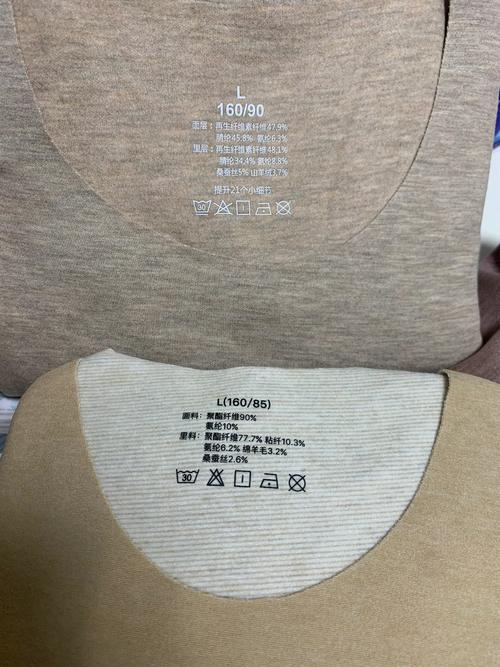 L
160/90
面层：再生纤维素纤维47.9%
腈纶45.8% 氨纶6.3%
里层：再生纤维素纤维48.1%
腈纶34.4% 氨纶8.8%
桑蚕丝5% 山羊绒3.7%
提升21个小细节
30
L(160/85)
面料：聚酯纤维90%
氨纶10%
里料：聚酯纤维77.7% 粘纤10.3%
氨纶6.2% 绵羊毛3.2%
桑蚕丝2.6%
30